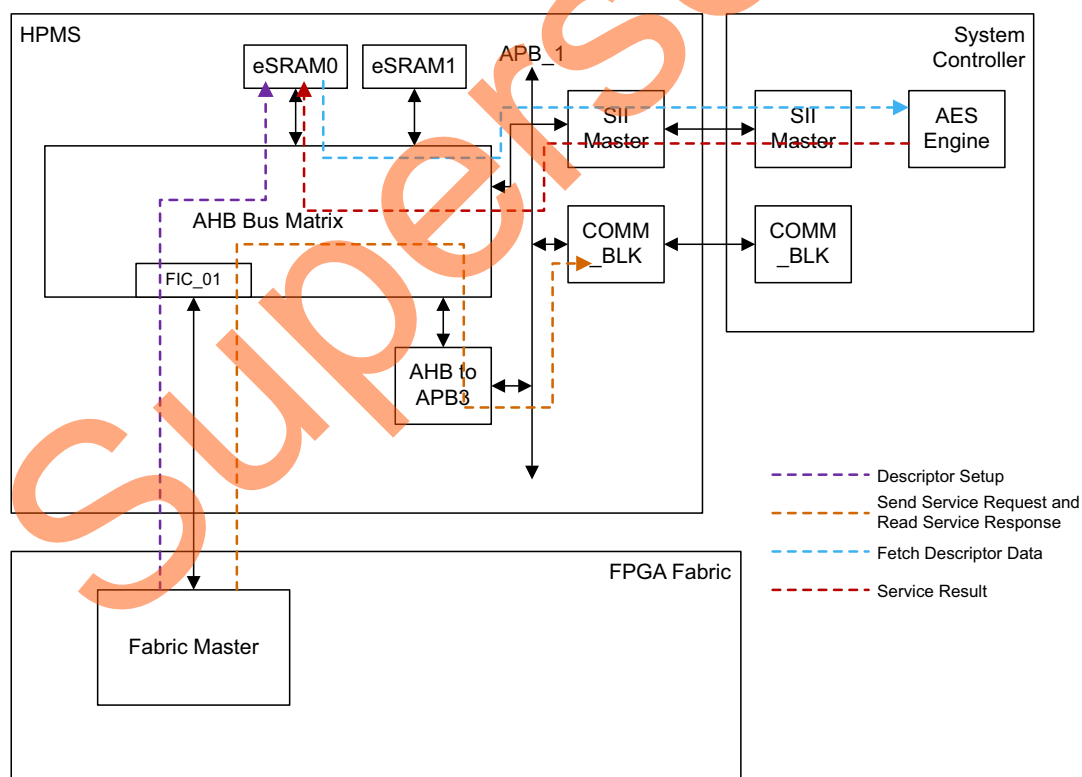 HPMS
System
Controller
eSRAM0
eSRAM1
APB_1
SII
Master
SII
Master
AES
Engine
AHB Bus Matrix
COMM
_BLK
COMM
_BLK
FIC_01
AHB to
APB3
Descriptor Setup
Send Service Request and
Read Service Response
Fetch Descriptor Data
Service Result
FPGA Fabric
Fabric Master
Superse